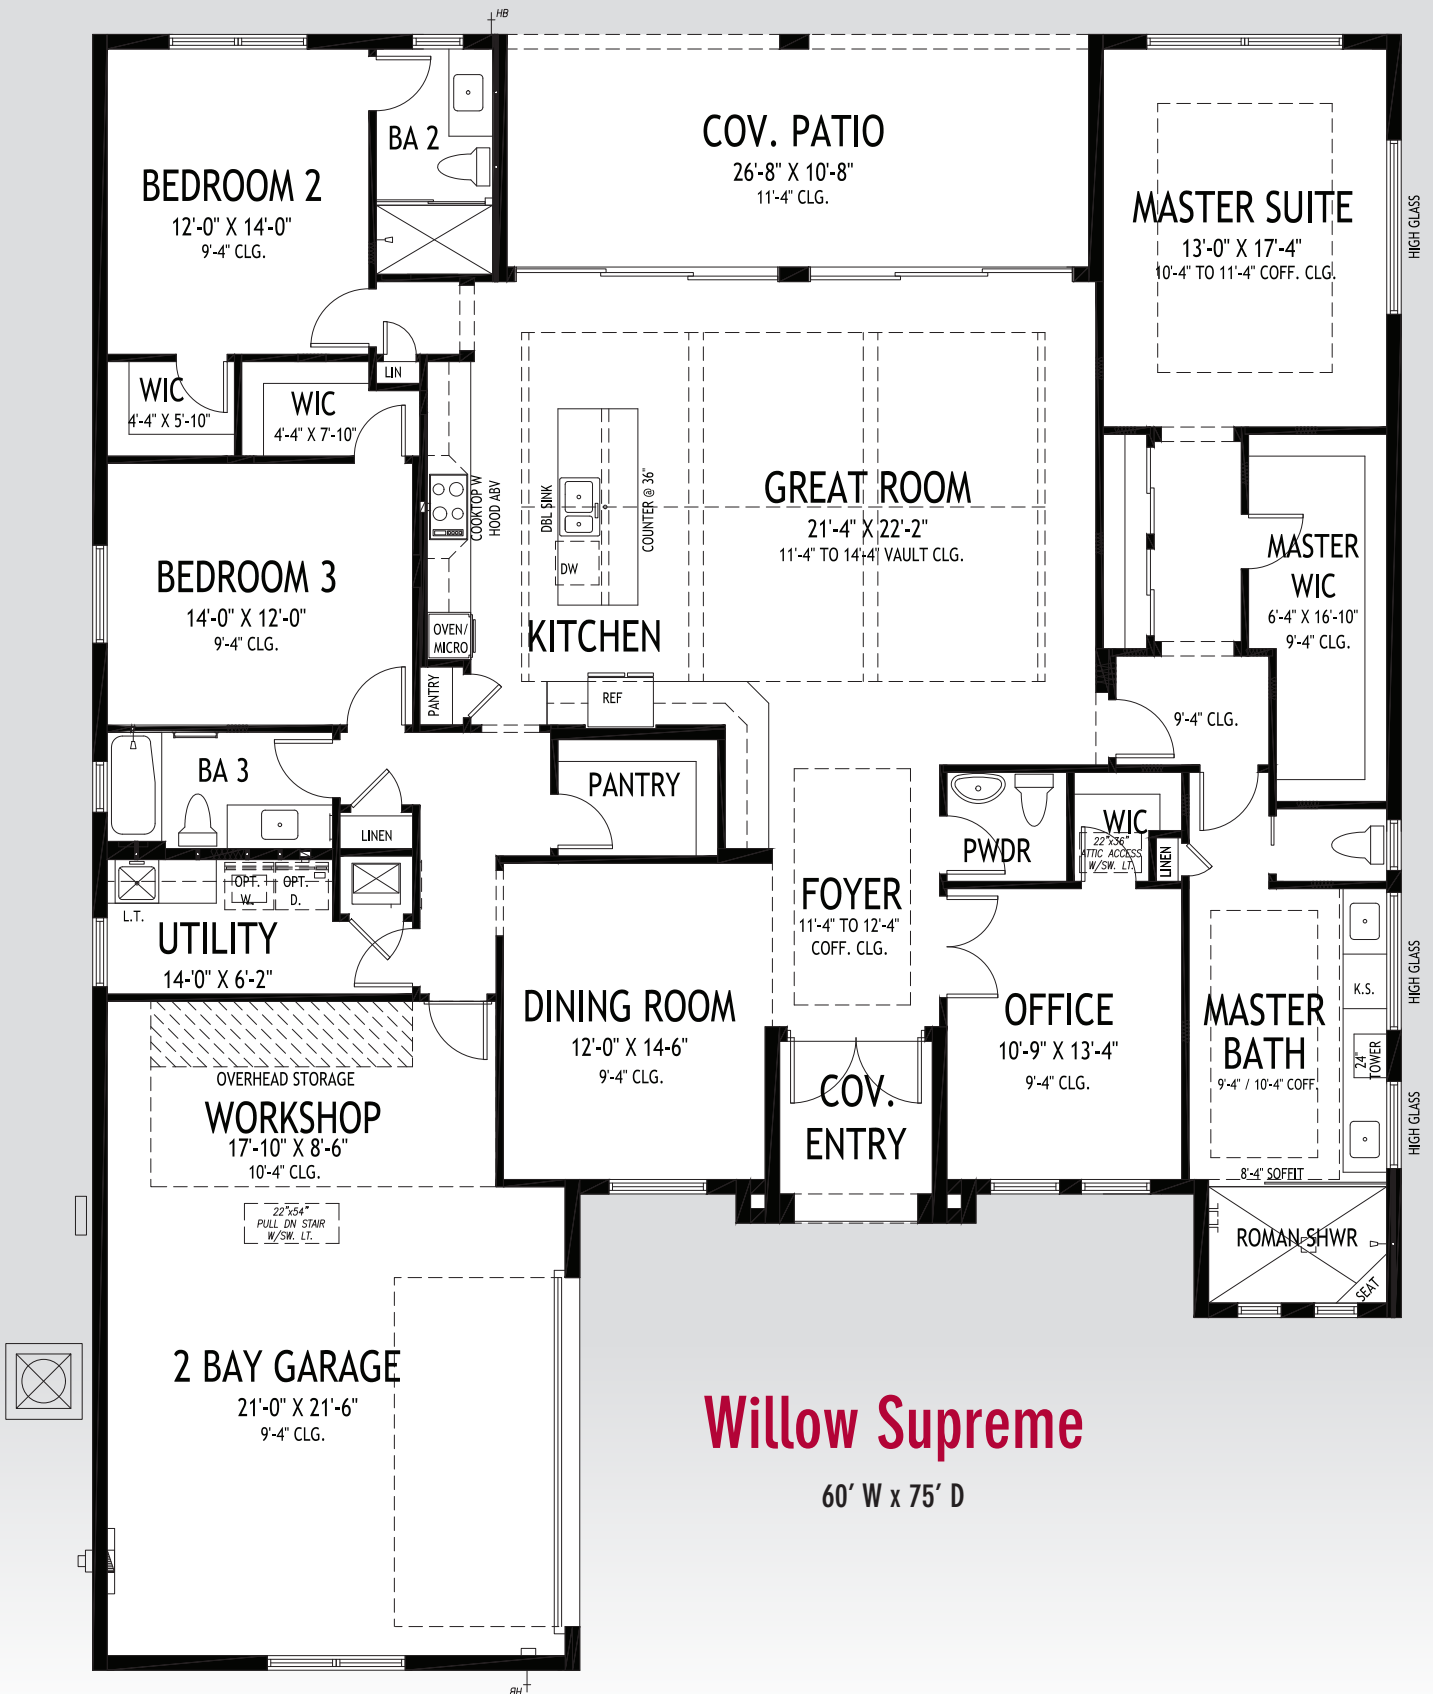 HB
COV. PATIO
26'-8" X 10'-8"
11'-4" CLG.
BA 2
BEDROOM 2
12'-0" X 14'-0"
9'-4" CLG.
MASTER SUITE
13'-0" X 17'-4"
10'-4" TO 11'-4" COFF. CLG.
HIGH GLASS
LIN
WIC
4'-4" X 5'-10"
WIC
4'-4" X 7'-10"
COOKTOP W
HOOD ABV
DBL SINK
COUNTER @ 36"
DW
GREAT ROOM
21'-4" X 22'-2"
11'-4" TO 14'-4" VAULT CLG.
MASTER
WIC
6'-4" X 16'-10"
9'-4" CLG.
BEDROOM 3
14'-0" X 12'-0"
9'-4" CLG.
OVEN/
MICRO
KITCHEN
PANTRY
REF
9'-4" CLG.
BA 3
PANTRY
LINEN
PWDR
WIC
22"x36"
ATTIC ACCESS
W/SW. LT.
LINEN
OPT.
W.
OPT.
D.
L.T.
UTILITY
14'-0" X 6'-2"
FOYER
11'-4" TO 12'-4"
COFF. CLG.
HIGH GLASS
K.S.
DINING ROOM
12'-0" X 14-6"
9'-4" CLG.
OFFICE
10'-9" X 13'-4"
9'-4" CLG.
MASTER
BATH
9'-4" / 10'-4" COFF.
24"
TOWER
HIGH GLASS
OVERHEAD STORAGE
WORKSHOP
17'-10" X 8'-6"
10'-4" CLG.
COV.
ENTRY
8'-4" SOFFIT
22"x54"
PULL DN STAIR
W/SW. LT.
ROMAN SHWR
SEAT
2 BAY GARAGE
21'-0" X 21'-6"
9'-4" CLG.
Willow Supreme
60' W x 75' D
HB